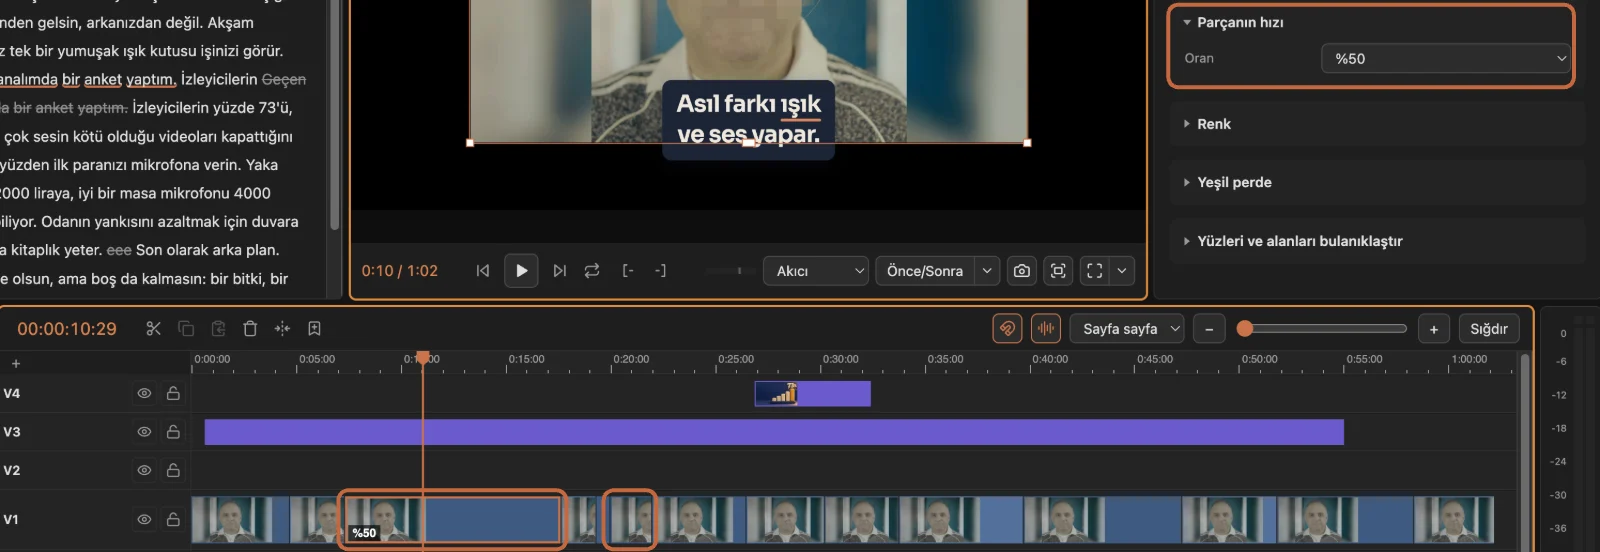 nden gelsin, arkanızdan değil. Akşam
z tek bir yumuşak ışık kutusu işinizi görür.
analımda bir anket yaptım. İzleyicilerin Geçen
la bir anket yaptım. İzleyicilerin yüzde 73'ü,
çok sesin kötü olduğu videoları kapattığını
yüzden ilk paranızı mikrofona verin. Yaka
2000 liraya, iyi bir masa mikrofonu 4000
biliyor. Odanın yankısını azaltmak için duvara
a kitaplık yeter. eee Son olarak arka plan.
e olsun, ama boş da kalmasın: bir bitki, bir
Asıl farkı ışık
ve ses yapar.
0:10 / 1:02
Akıcı
Önce/Sonra
Parçanın hızı
Oran
%50
Renk
Yeşil perde
Yüzleri ve alanları bulanıklaştır
00:00:10:29
Sayfa sayfa
−
+
Sığdır
+
0:00:00
0:05:00
0:15:00
0:20:00
0:25:00
0:30:00
0:35:00
0:40:00
0:45:00
0:50:00
0:55:00
1:00:00
V4
V3
V2
V1
%50
0
-6
-12
-18
-24
-30
-36